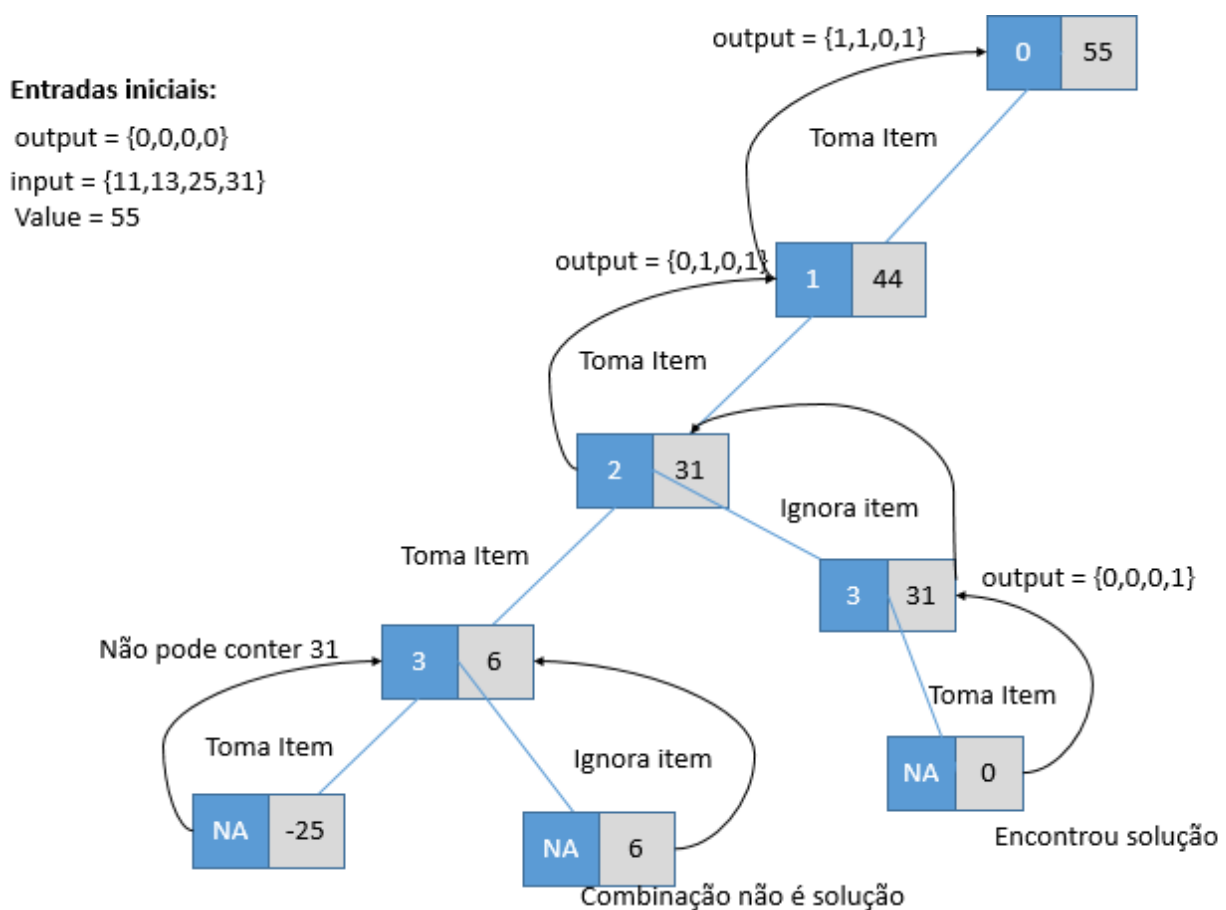 output = {1,1,0,1}
0 55
Entradas iniciais:
output = {0,0,0,0}
Toma Item
input = {11,13,25,31}
Value = 55
output = {0,1,0,1}
1 44
Toma Item
2 31
Ignora item
Toma Item
3 31
output = {0,0,0,1}
Não pode conter 31
3 6
Toma Item
Toma Item
Ignora item
NA 0
NA -25
NA 6
Encontrou solução
Combinação não é solução